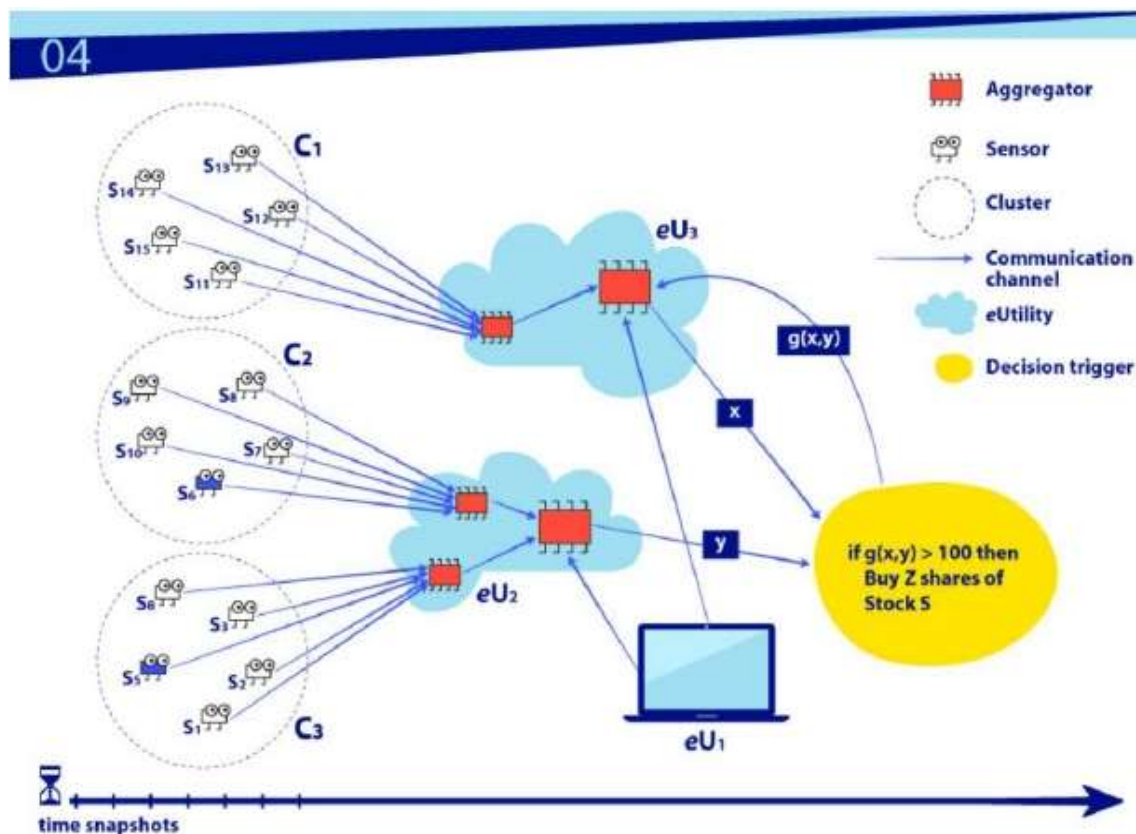 04
C1
S13
S14
S12
S15
S11
C2
S9
S8
S10
S7
S6
C3
S6
S3
S5
S2
S1
eU3
eU2
eU1
g(x,y)
x
y
if g(x,y) > 100 then
Buy Z shares of
Stock S
Aggregator
Sensor
Cluster
Communication
channel
eUtility
Decision trigger
time snapshots